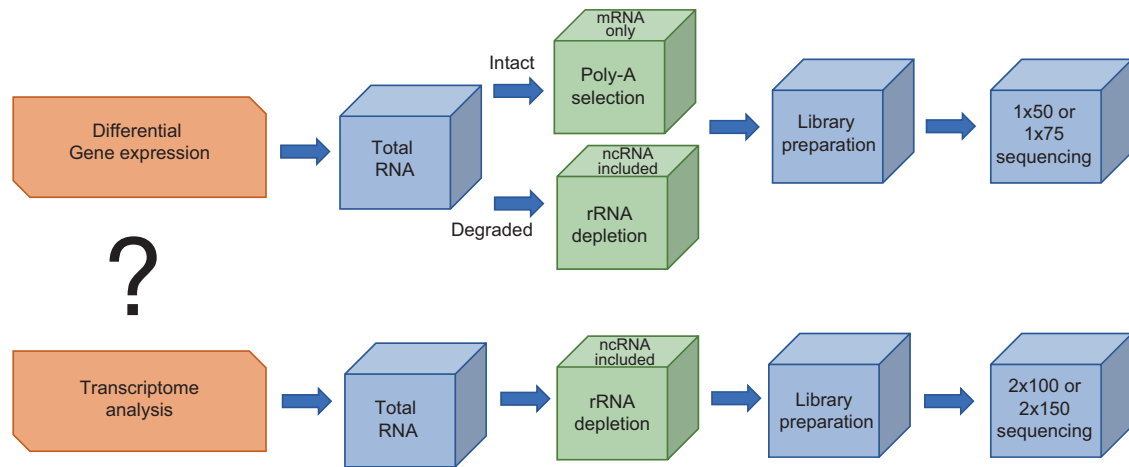 Differential
Gene expression
Total
RNA
Intact
Degraded
mRNA
only
Poly-A
selection
ncRNA
included
rRNA
depletion
Library
preparation
1x50 or
1x75
sequencing
?
Transcriptome
analysis
Total
RNA
ncRNA
included
rRNA
depletion
Library
preparation
2x100 or
2x150
sequencing